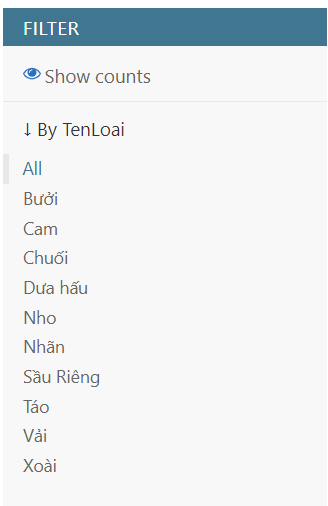 FILTER
Show counts
↓ By TenLoai
All
Bưởi
Cam
Chuối
Dưa hấu
Nho
Nhãn
Sầu Riêng
Táo
Vải
Xoài